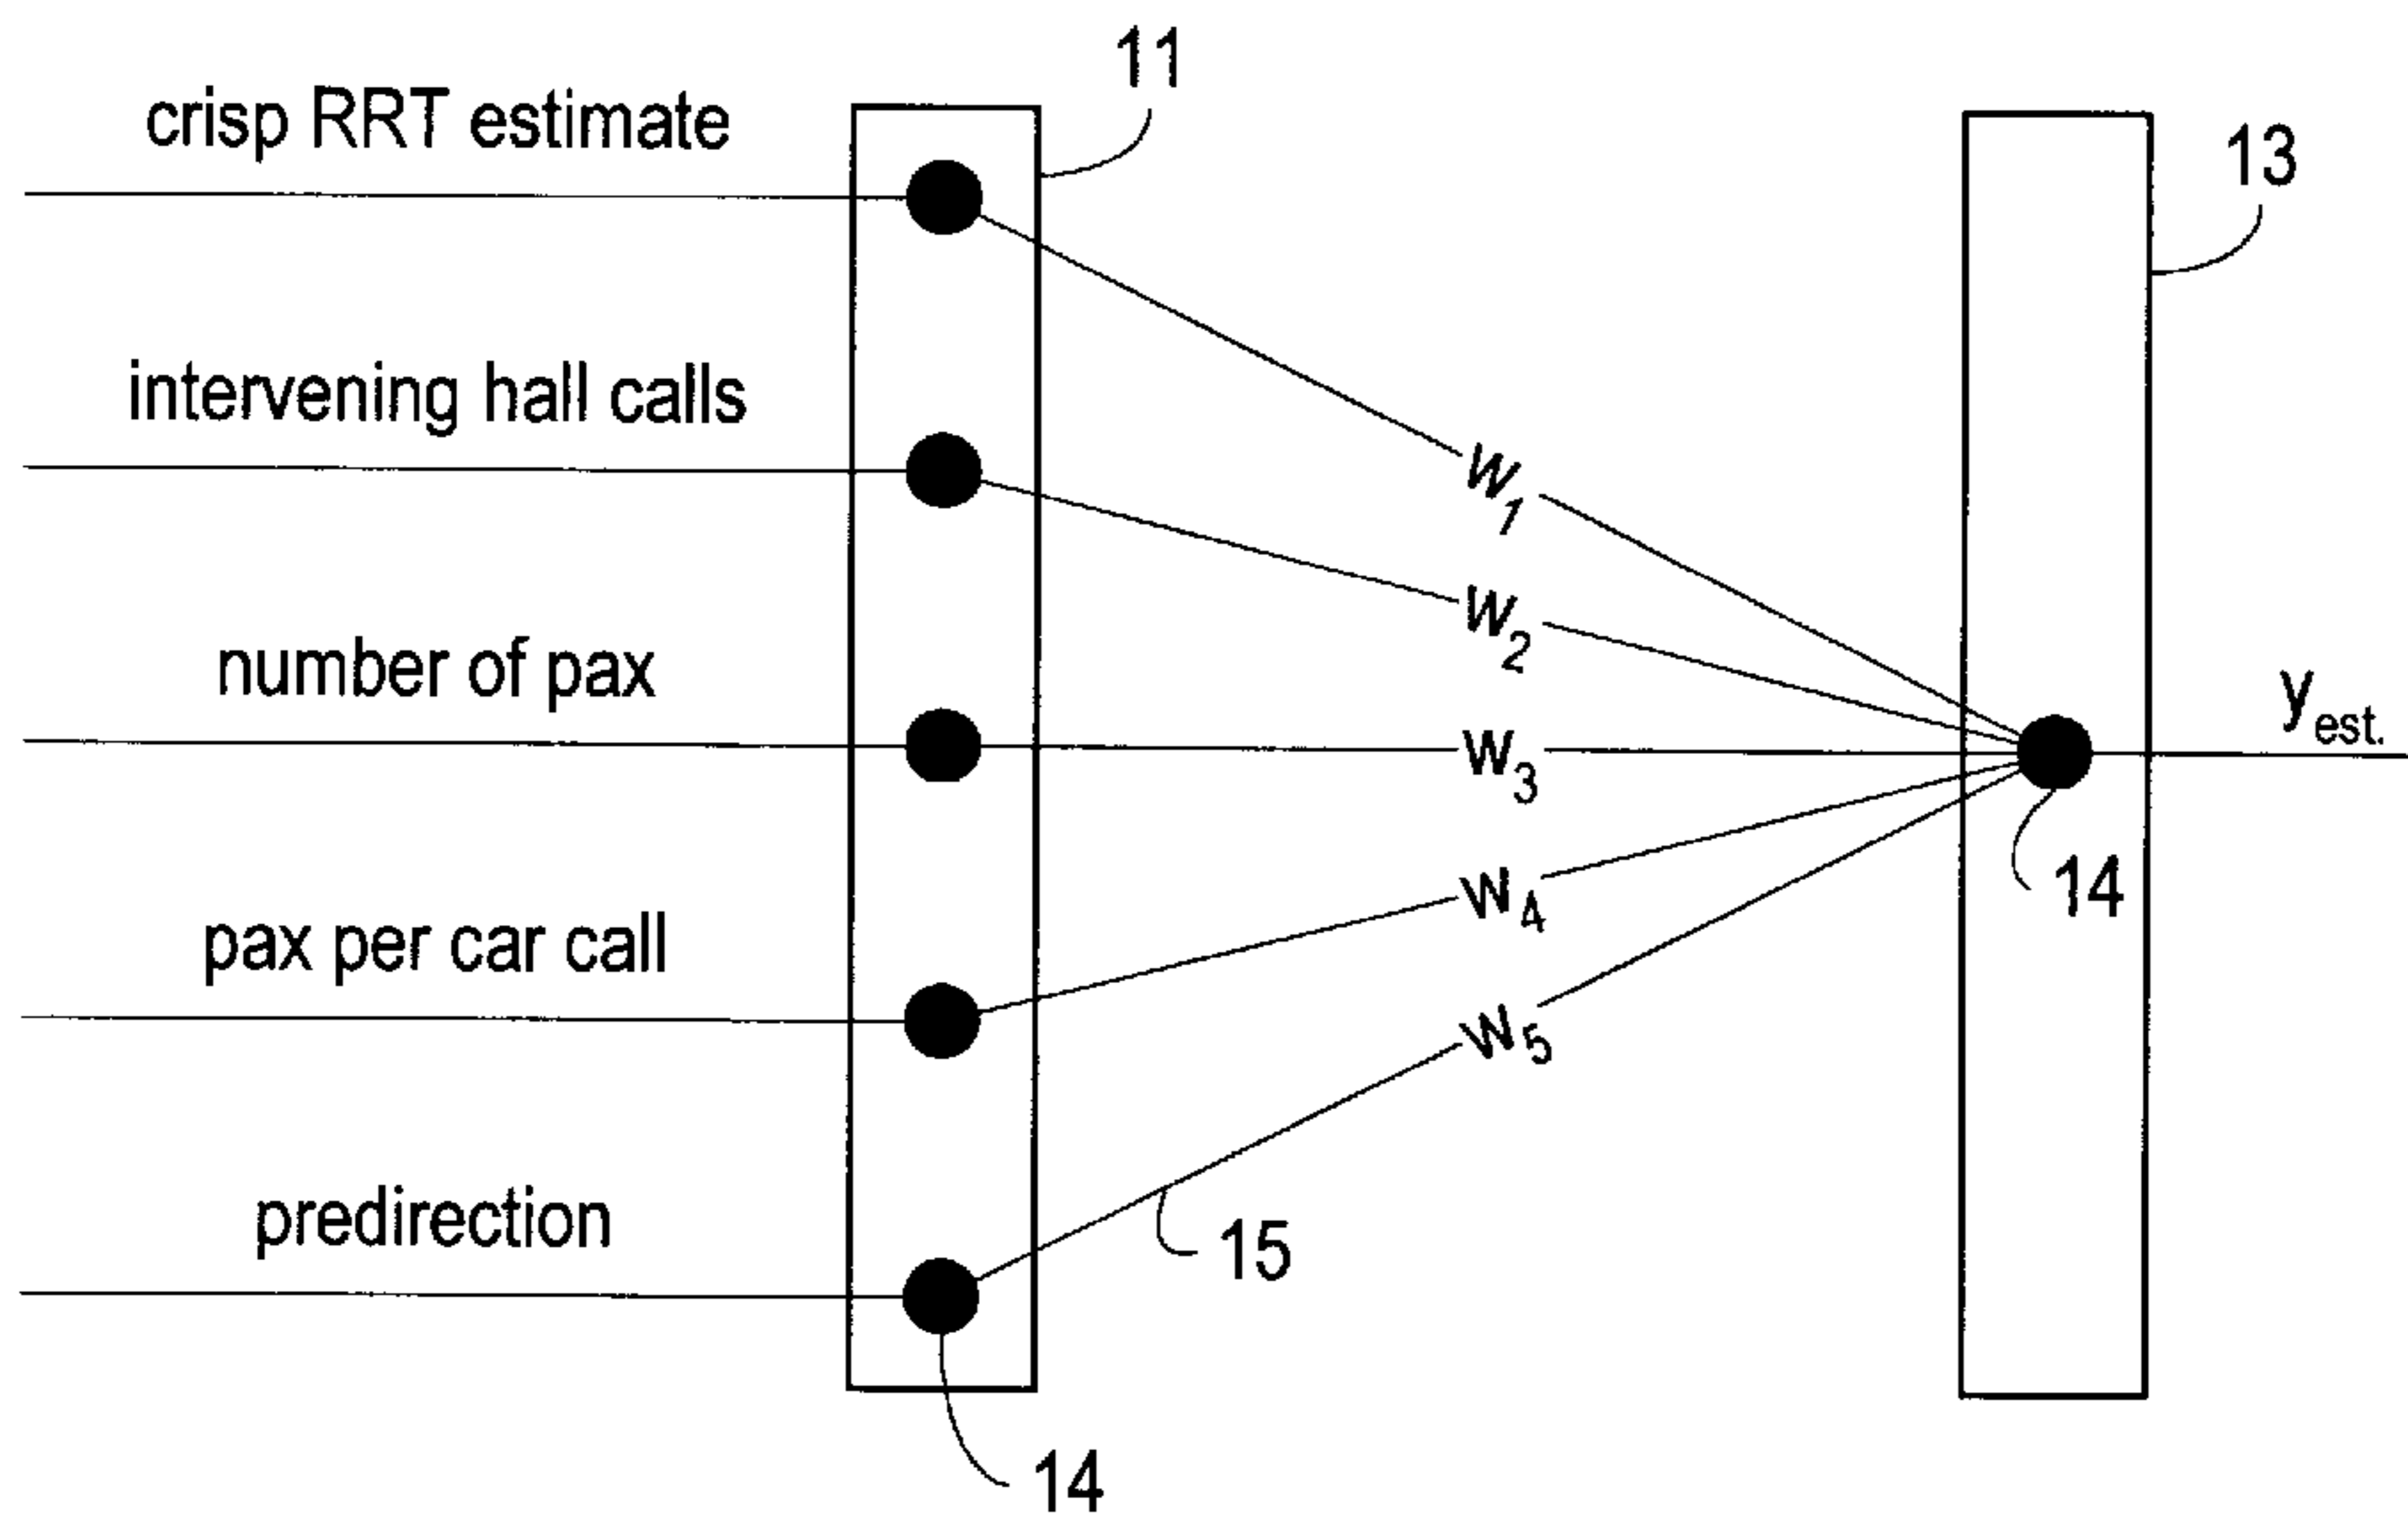 11
crisp RRT estimate
13
intervening hall calls
w1
w2
number of pax
yest.
w3
14
w4
pax per car call
w5
predirection
15
14